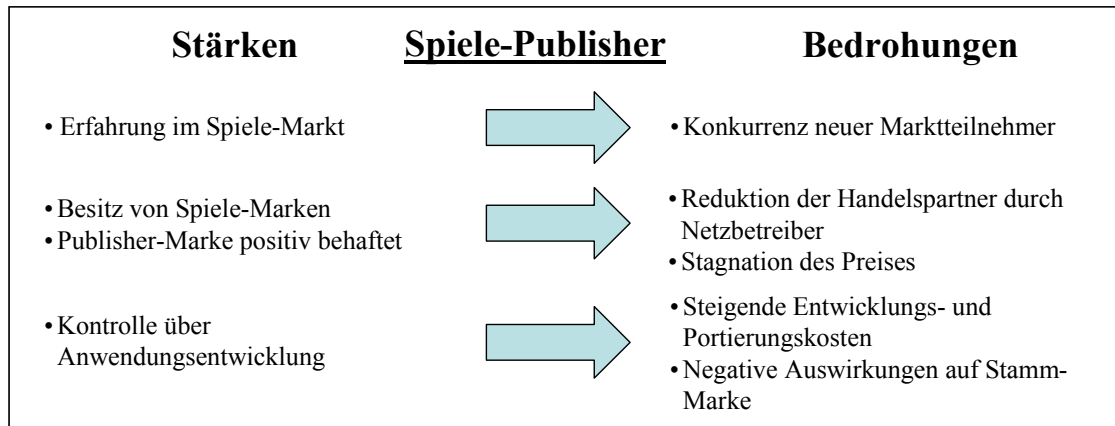 Stärken
Spiele-Publisher
Bedrohungen
• Erfahrung im Spiele-Markt
• Konkurrenz neuer Marktteilnehmer
• Besitz von Spiele-Marken
• Publisher-Marke positiv behaftet
• Reduktion der Handelspartner durch
Netzbetreiber
• Stagnation des Preises
• Kontrolle über
Anwendungsentwicklung
• Steigende Entwicklungs- und
Portierungskosten
• Negative Auswirkungen auf Stamm-
Marke